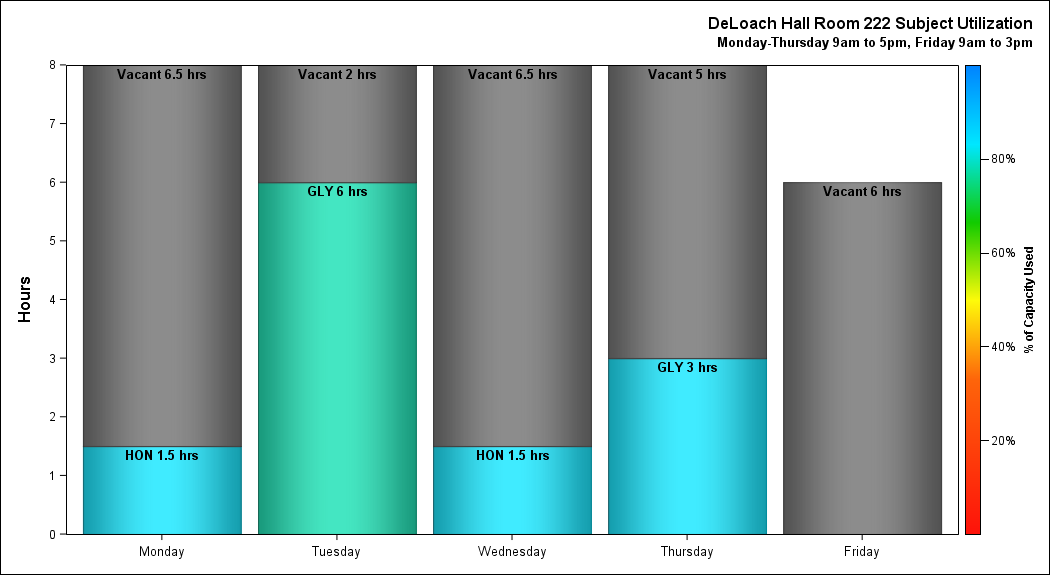 DeLoach Hall Room 222 Subject Utilization
Monday-Thursday 9am to 5pm, Friday 9am to 3pm
Hours
8
7
6
5
4
3
2
1
0
Vacant 6.5 hrs
HON 1.5 hrs
Vacant 2 hrs
GLY 6 hrs
Vacant 6.5 hrs
HON 1.5 hrs
Vacant 5 hrs
GLY 3 hrs
Vacant 6 hrs
Monday
Tuesday
Wednesday
Thursday
Friday
80%
60%
40%
20%
% of Capacity Used